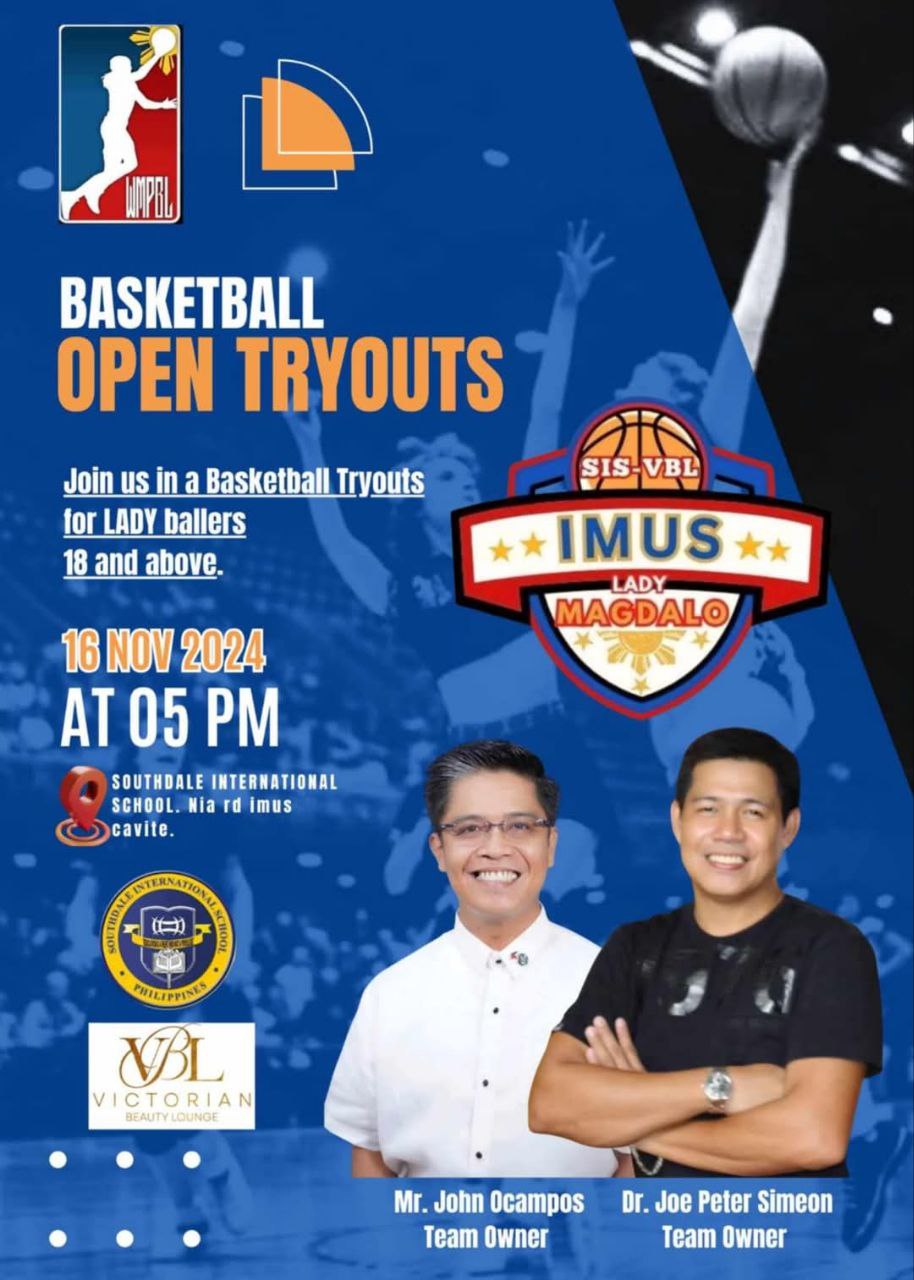 WMPBL
BASKETBALL
OPEN TRYOUTS
Join us in a Basketball Tryouts
for LADY ballers
18 and above.
SIS-VBL
IMUS
LADY
MAGDALO
16 NOV 2024
AT 05 PM
SOUTHDALE INTERNATIONAL
SCHOOL. Nia rd imus
cavite.
SOUTHDALE INTERNATIONAL SCHOOL
PHILIPPINES
VBL
VICTORIAN
BEAUTY LOUNGE
Mr. John Ocampos
Team Owner
Dr. Joe Peter Simeon
Team Owner